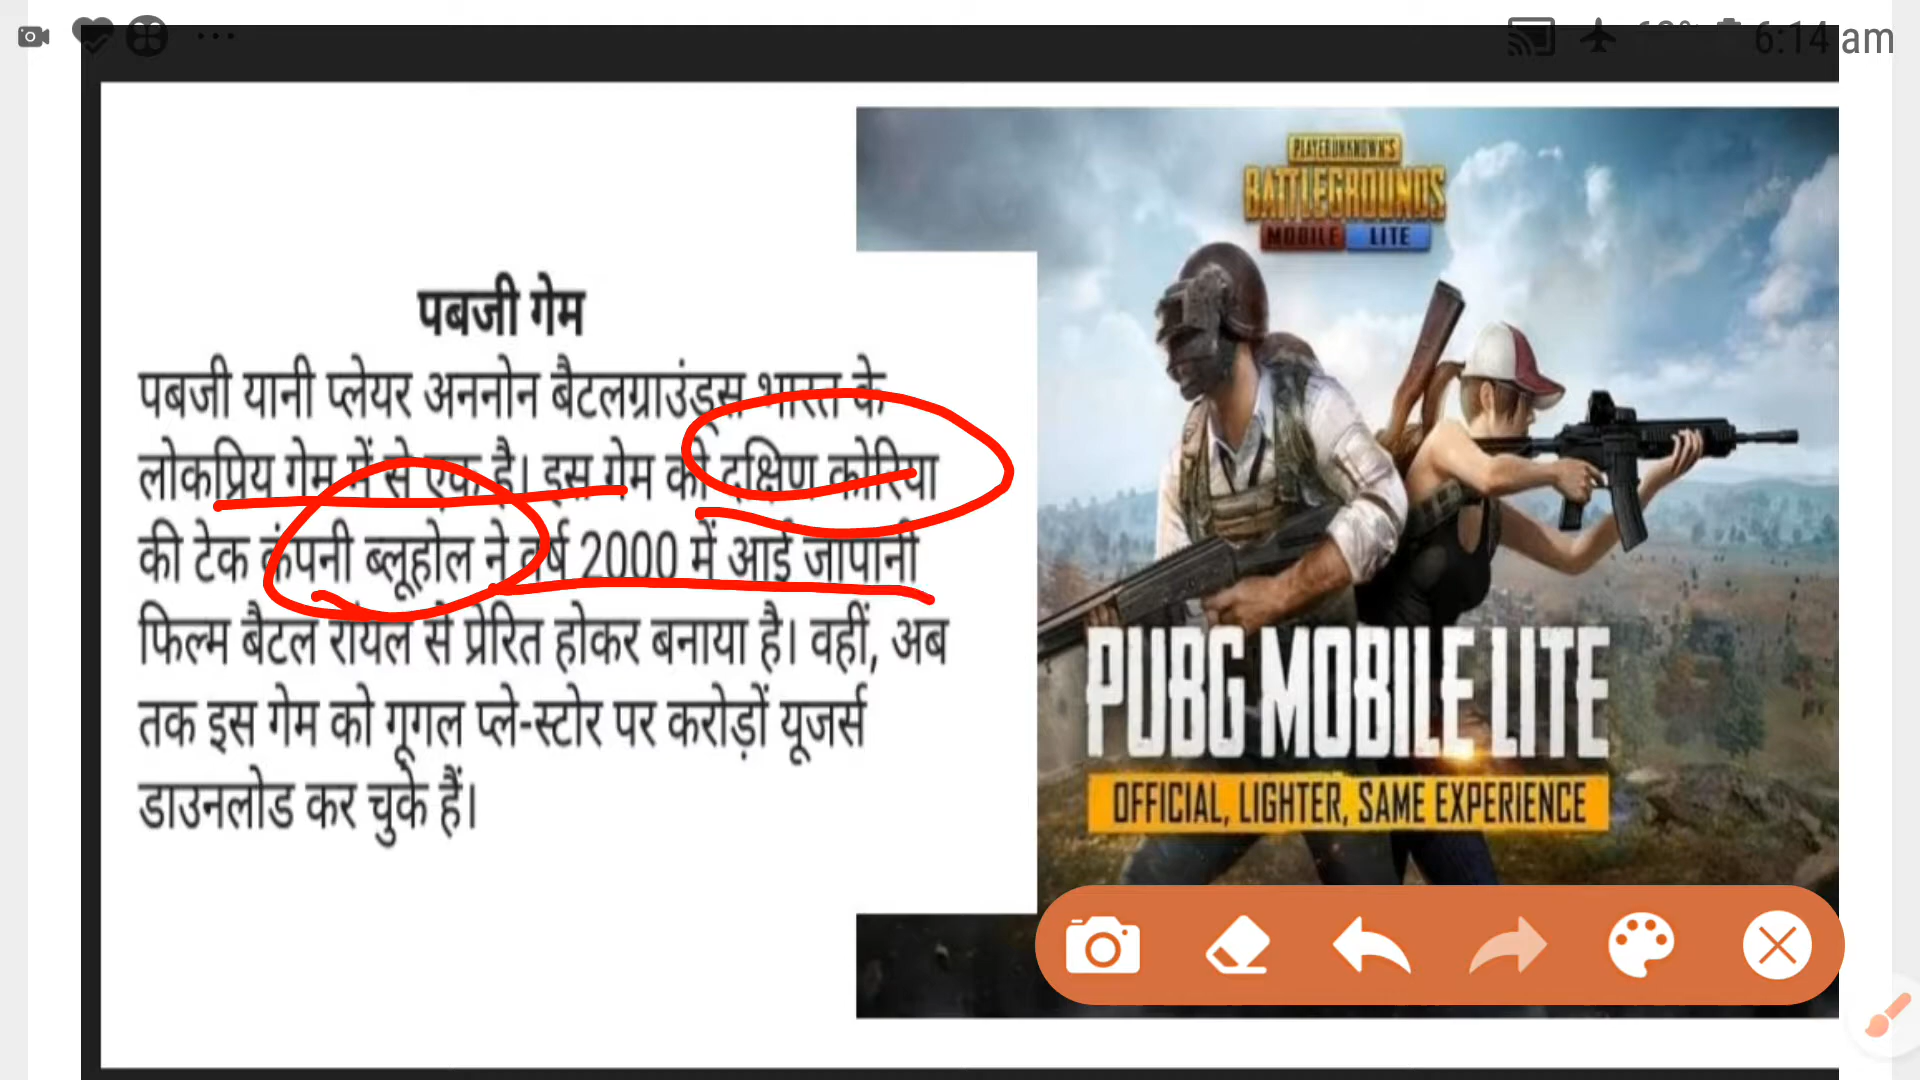 6:14 am
PLAYERUNKNOWN'S
BATTLEGROUNDS
MOBILE LITE
पबजी गेम
पबजी यानी प्लेयर अननोन बैटलग्राउंड्स भारत के
लोकप्रिय गेम में से एक है। इस गेम को दक्षिण कोरिया
की टेक कंपनी ब्लूहोल ने वर्ष 2000 में आई जापानी
फिल्म बैटल रॉयल से प्रेरित होकर बनाया है। वहीं, अब
तक इस गेम को गूगल प्ले-स्टोर पर करोड़ों यूजर्स
डाउनलोड कर चुके हैं।
PUBG MOBILE LITE
OFFICIAL, LIGHTER, SAME EXPERIENCE